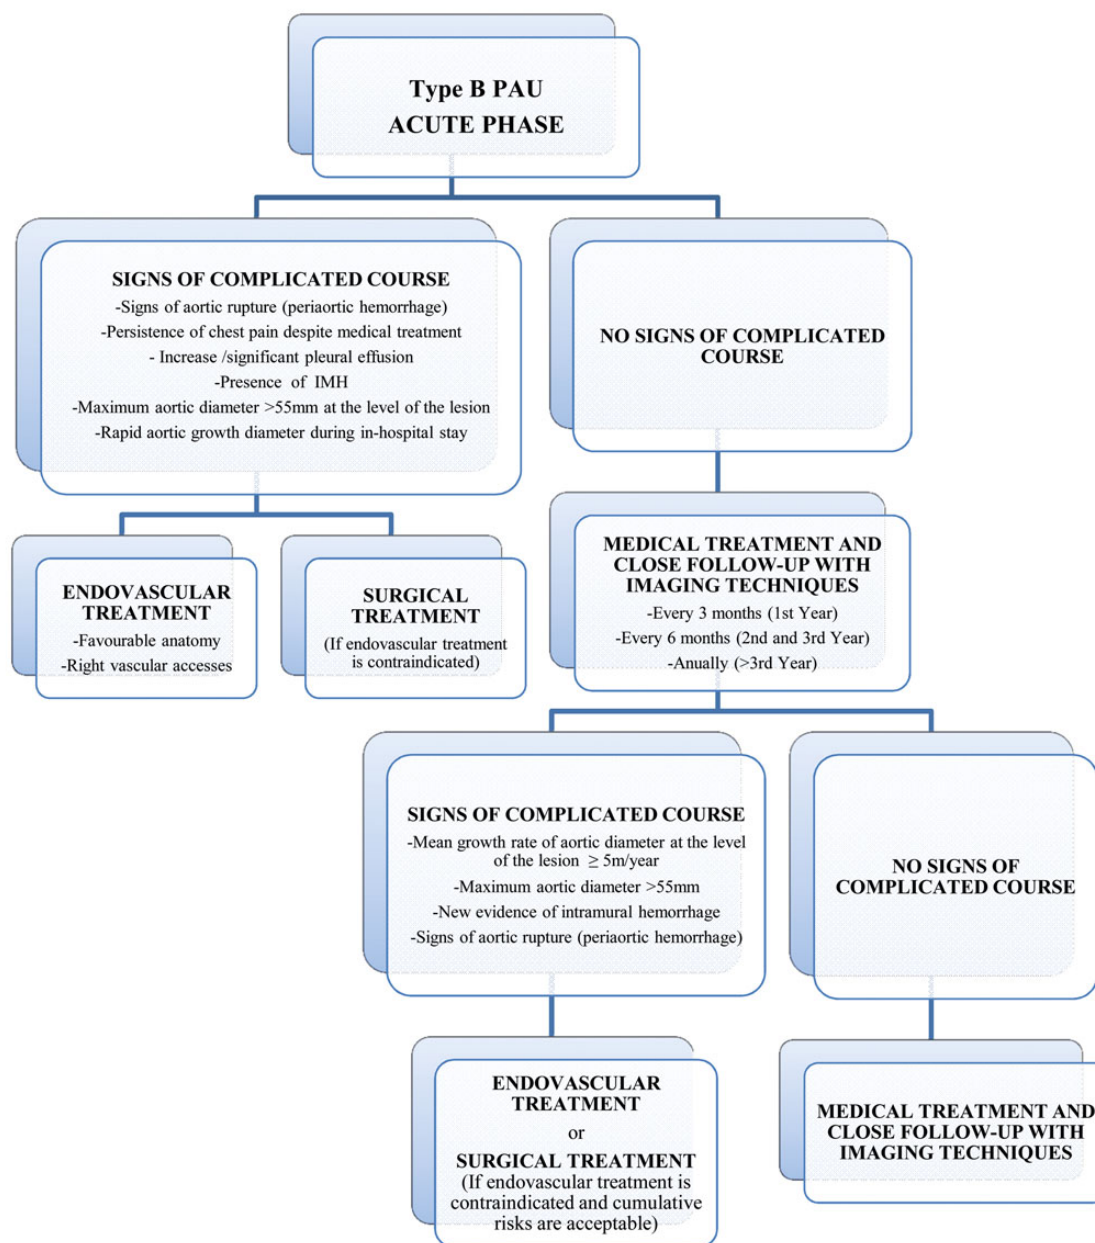 Type B PAU
ACUTE PHASE
SIGNS OF COMPLICATED COURSE
-Signs of aortic rupture (periaortic hemorrhage)
-Persistence of chest pain despite medical treatment
- Increase /significant pleural effusion
-Presence of IMH
-Maximum aortic diameter >55mm at the level of the lesion
-Rapid aortic growth diameter during in-hospital stay
NO SIGNS OF COMPLICATED
COURSE
ENDOVASCULAR
TREATMENT
-Favourable anatomy
-Right vascular accesses
SURGICAL
TREATMENT
(If endovascular treatment
is contraindicated)
MEDICAL TREATMENT AND
CLOSE FOLLOW-UP WITH
IMAGING TECHNIQUES
-Every 3 months (1st Year)
-Every 6 months (2nd and 3rd Year)
-Anually (>3rd Year)
SIGNS OF COMPLICATED COURSE
-Mean growth rate of aortic diameter at the level
of the lesion ≥ 5m/year
-Maximum aortic diameter >55mm
-New evidence of intramural hemorrhage
-Signs of aortic rupture (periaortic hemorrhage)
NO SIGNS OF
COMPLICATED COURSE
ENDOVASCULAR
TREATMENT
or
SURGICAL TREATMENT
(If endovascular treatment is
contraindicated and cumulative
risks are acceptable)
MEDICAL TREATMENT AND
CLOSE FOLLOW-UP WITH
IMAGING TECHNIQUES